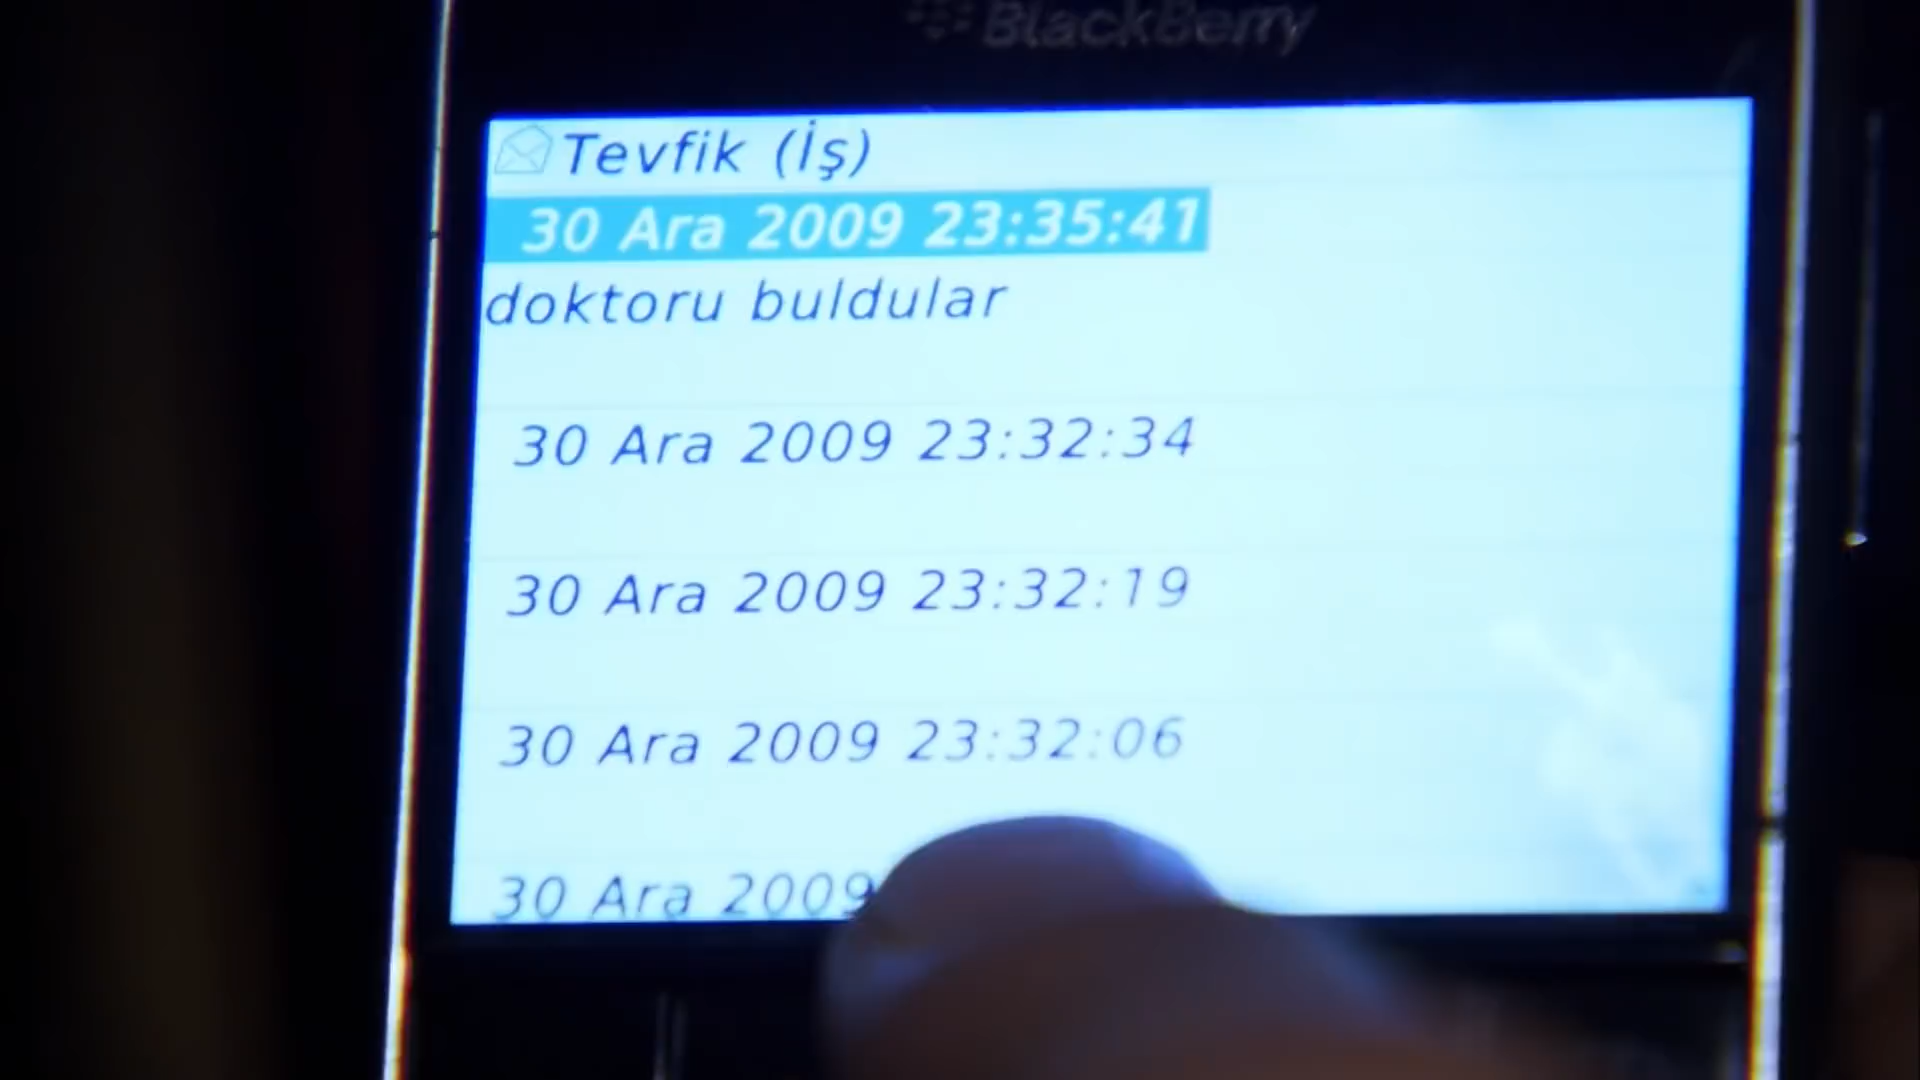 BlackBerry
Tevfik (İş)
30 Ara 2009 23:35:41
doktoru buldular
30 Ara 2009 23:32:34
30 Ara 2009 23:32:19
30 Ara 2009 23:32:06
30 Ara 2009